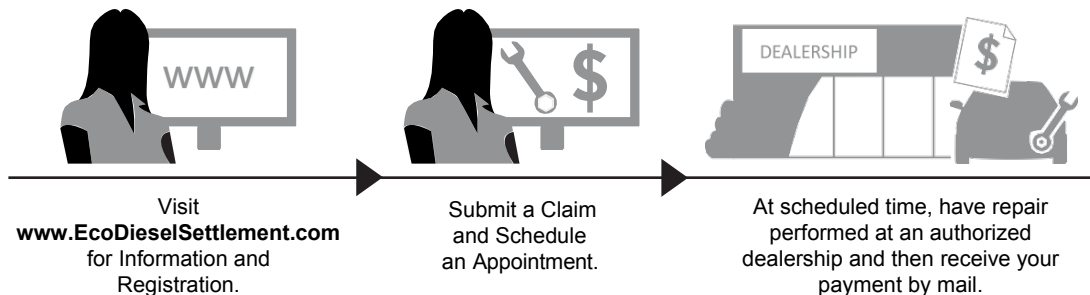 WWW
$
DEALERSHIP
$
Visit
www.EcoDieselSettlement.com
for Information and
Registration.
Submit a Claim
and Schedule
an Appointment.
At scheduled time, have repair
performed at an authorized
dealership and then receive your
payment by mail.